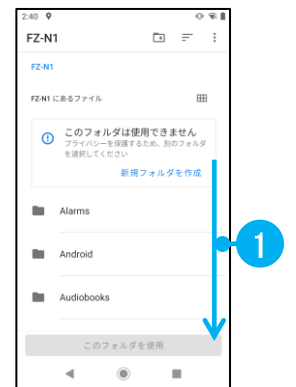 2:40
FZ-N1
FZ-N1
FZ-N1 にあるファイル
このフォルダは使用できません
プライバシーを保護するため、別のフォルダ
を選択してください
新規フォルダを作成
Alarms
Android
Audiobooks
このフォルダを使用
1